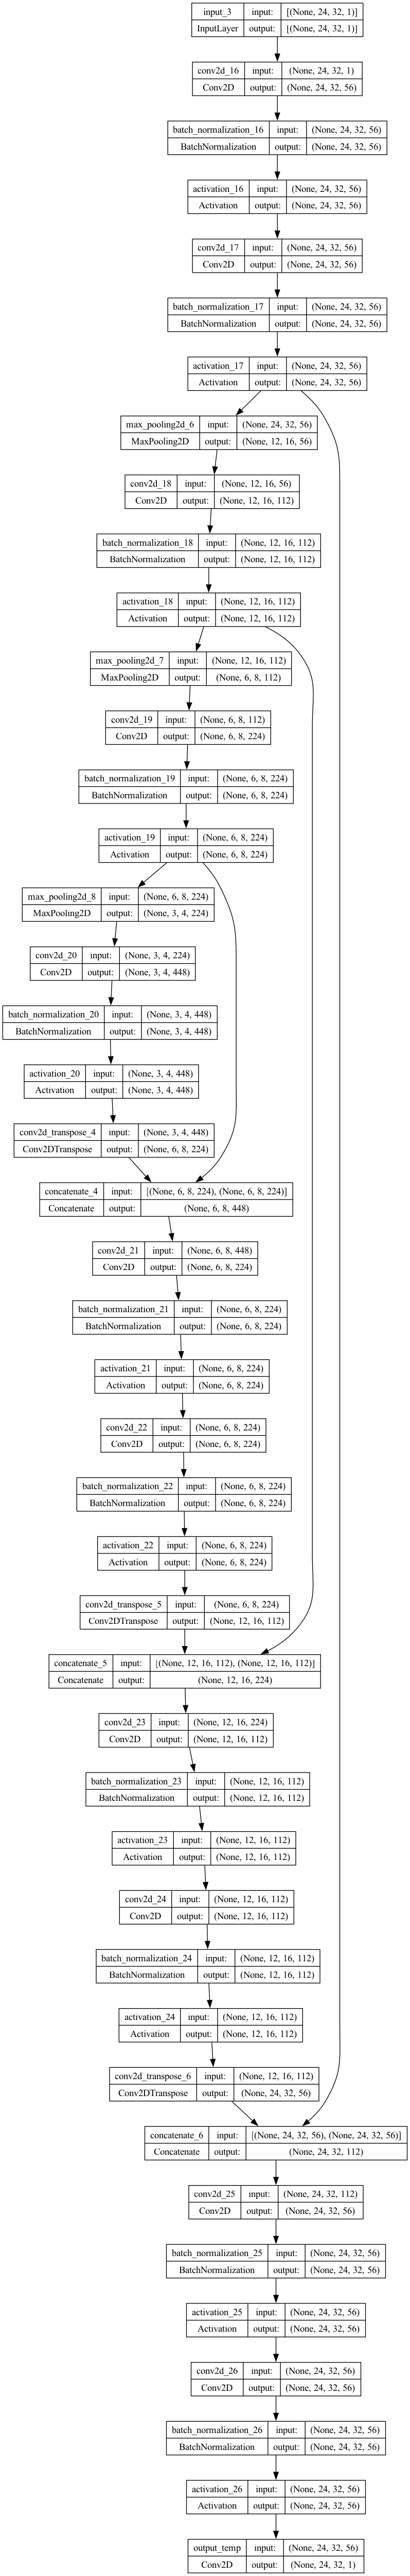 input_3 input: [(None, 24, 32, 1)]
InputLayer output: [(None, 24, 32, 1)]
conv2d_16 input: (None, 24, 32, 1)
Conv2D output: (None, 24, 32, 56)
batch_normalization_16 input: (None, 24, 32, 56)
BatchNormalization output: (None, 24, 32, 56)
activation_16 input: (None, 24, 32, 56)
Activation output: (None, 24, 32, 56)
conv2d_17 input: (None, 24, 32, 56)
Conv2D output: (None, 24, 32, 56)
batch_normalization_17 input: (None, 24, 32, 56)
BatchNormalization output: (None, 24, 32, 56)
activation_17 input: (None, 24, 32, 56)
Activation output: (None, 24, 32, 56)
max_pooling2d_6 input: (None, 24, 32, 56)
MaxPooling2D output: (None, 12, 16, 56)
conv2d_18 input: (None, 12, 16, 56)
Conv2D output: (None, 12, 16, 112)
batch_normalization_18 input: (None, 12, 16, 112)
BatchNormalization output: (None, 12, 16, 112)
activation_18 input: (None, 12, 16, 112)
Activation output: (None, 12, 16, 112)
max_pooling2d_7 input: (None, 12, 16, 112)
MaxPooling2D output: (None, 6, 8, 112)
conv2d_19 input: (None, 6, 8, 112)
Conv2D output: (None, 6, 8, 224)
batch_normalization_19 input: (None, 6, 8, 224)
BatchNormalization output: (None, 6, 8, 224)
activation_19 input: (None, 6, 8, 224)
Activation output: (None, 6, 8, 224)
max_pooling2d_8 input: (None, 6, 8, 224)
MaxPooling2D output: (None, 3, 4, 224)
conv2d_20 input: (None, 3, 4, 224)
Conv2D output: (None, 3, 4, 448)
batch_normalization_20 input: (None, 3, 4, 448)
BatchNormalization output: (None, 3, 4, 448)
activation_20 input: (None, 3, 4, 448)
Activation output: (None, 3, 4, 448)
conv2d_transpose_4 input: (None, 3, 4, 448)
Conv2DTranspose output: (None, 6, 8, 224)
concatenate_4 input: [(None, 6, 8, 224), (None, 6, 8, 224)]
Concatenate output: (None, 6, 8, 448)
conv2d_21 input: (None, 6, 8, 448)
Conv2D output: (None, 6, 8, 224)
batch_normalization_21 input: (None, 6, 8, 224)
BatchNormalization output: (None, 6, 8, 224)
activation_21 input: (None, 6, 8, 224)
Activation output: (None, 6, 8, 224)
conv2d_22 input: (None, 6, 8, 224)
Conv2D output: (None, 6, 8, 224)
batch_normalization_22 input: (None, 6, 8, 224)
BatchNormalization output: (None, 6, 8, 224)
activation_22 input: (None, 6, 8, 224)
Activation output: (None, 6, 8, 224)
conv2d_transpose_5 input: (None, 6, 8, 224)
Conv2DTranspose output: (None, 12, 16, 112)
concatenate_5 input: [(None, 12, 16, 112), (None, 12, 16, 112)]
Concatenate output: (None, 12, 16, 224)
conv2d_23 input: (None, 12, 16, 224)
Conv2D output: (None, 12, 16, 112)
batch_normalization_23 input: (None, 12, 16, 112)
BatchNormalization output: (None, 12, 16, 112)
activation_23 input: (None, 12, 16, 112)
Activation output: (None, 12, 16, 112)
conv2d_24 input: (None, 12, 16, 112)
Conv2D output: (None, 12, 16, 112)
batch_normalization_24 input: (None, 12, 16, 112)
BatchNormalization output: (None, 12, 16, 112)
activation_24 input: (None, 12, 16, 112)
Activation output: (None, 12, 16, 112)
conv2d_transpose_6 input: (None, 12, 16, 112)
Conv2DTranspose output: (None, 24, 32, 56)
concatenate_6 input: [(None, 24, 32, 56), (None, 24, 32, 56)]
Concatenate output: (None, 24, 32, 112)
conv2d_25 input: (None, 24, 32, 112)
Conv2D output: (None, 24, 32, 56)
batch_normalization_25 input: (None, 24, 32, 56)
BatchNormalization output: (None, 24, 32, 56)
activation_25 input: (None, 24, 32, 56)
Activation output: (None, 24, 32, 56)
conv2d_26 input: (None, 24, 32, 56)
Conv2D output: (None, 24, 32, 56)
batch_normalization_26 input: (None, 24, 32, 56)
BatchNormalization output: (None, 24, 32, 56)
activation_26 input: (None, 24, 32, 56)
Activation output: (None, 24, 32, 56)
output_temp input: (None, 24, 32, 56)
Conv2D output: (None, 24, 32, 1)